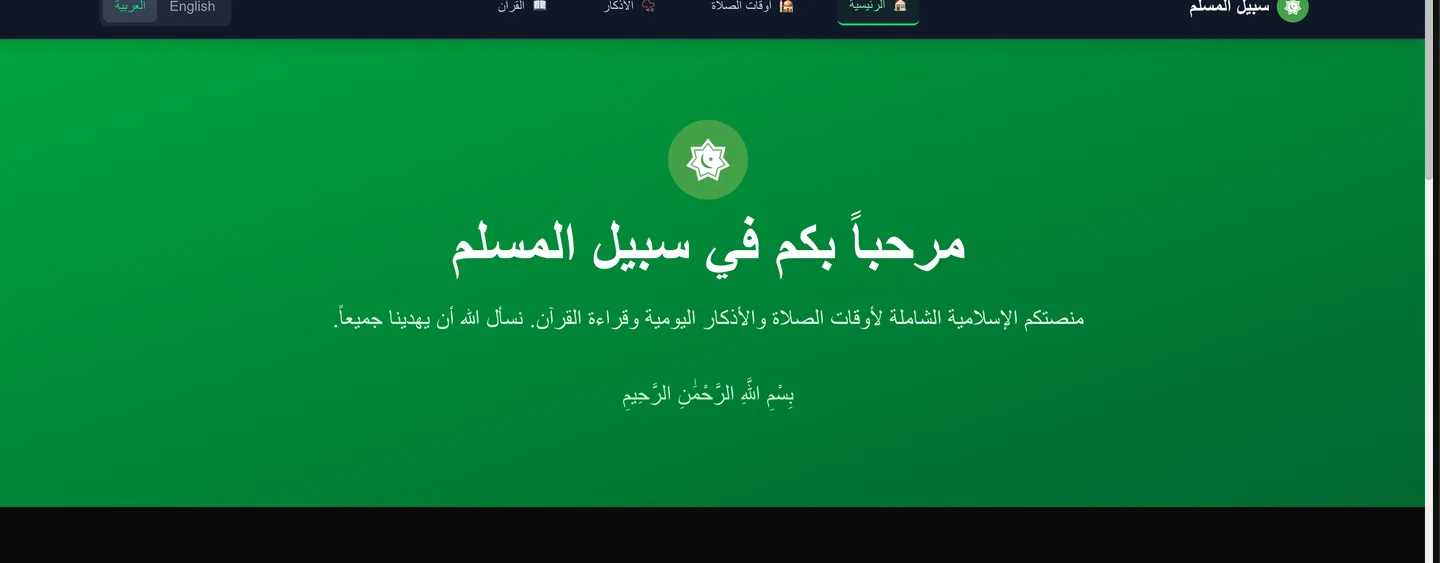 سبيل المسلم
الرئيسية
أوقات الصلاة
الأذكار
القرآن
English
العربية
مرحباً بكم في سبيل المسلم
منصتكم الإسلامية الشاملة لأوقات الصلاة والأذكار اليومية وقراءة القرآن. نسأل الله أن يهدينا جميعاً.
بِسْمِ اللَّهِ الرَّحْمَٰنِ الرَّحِيمِ